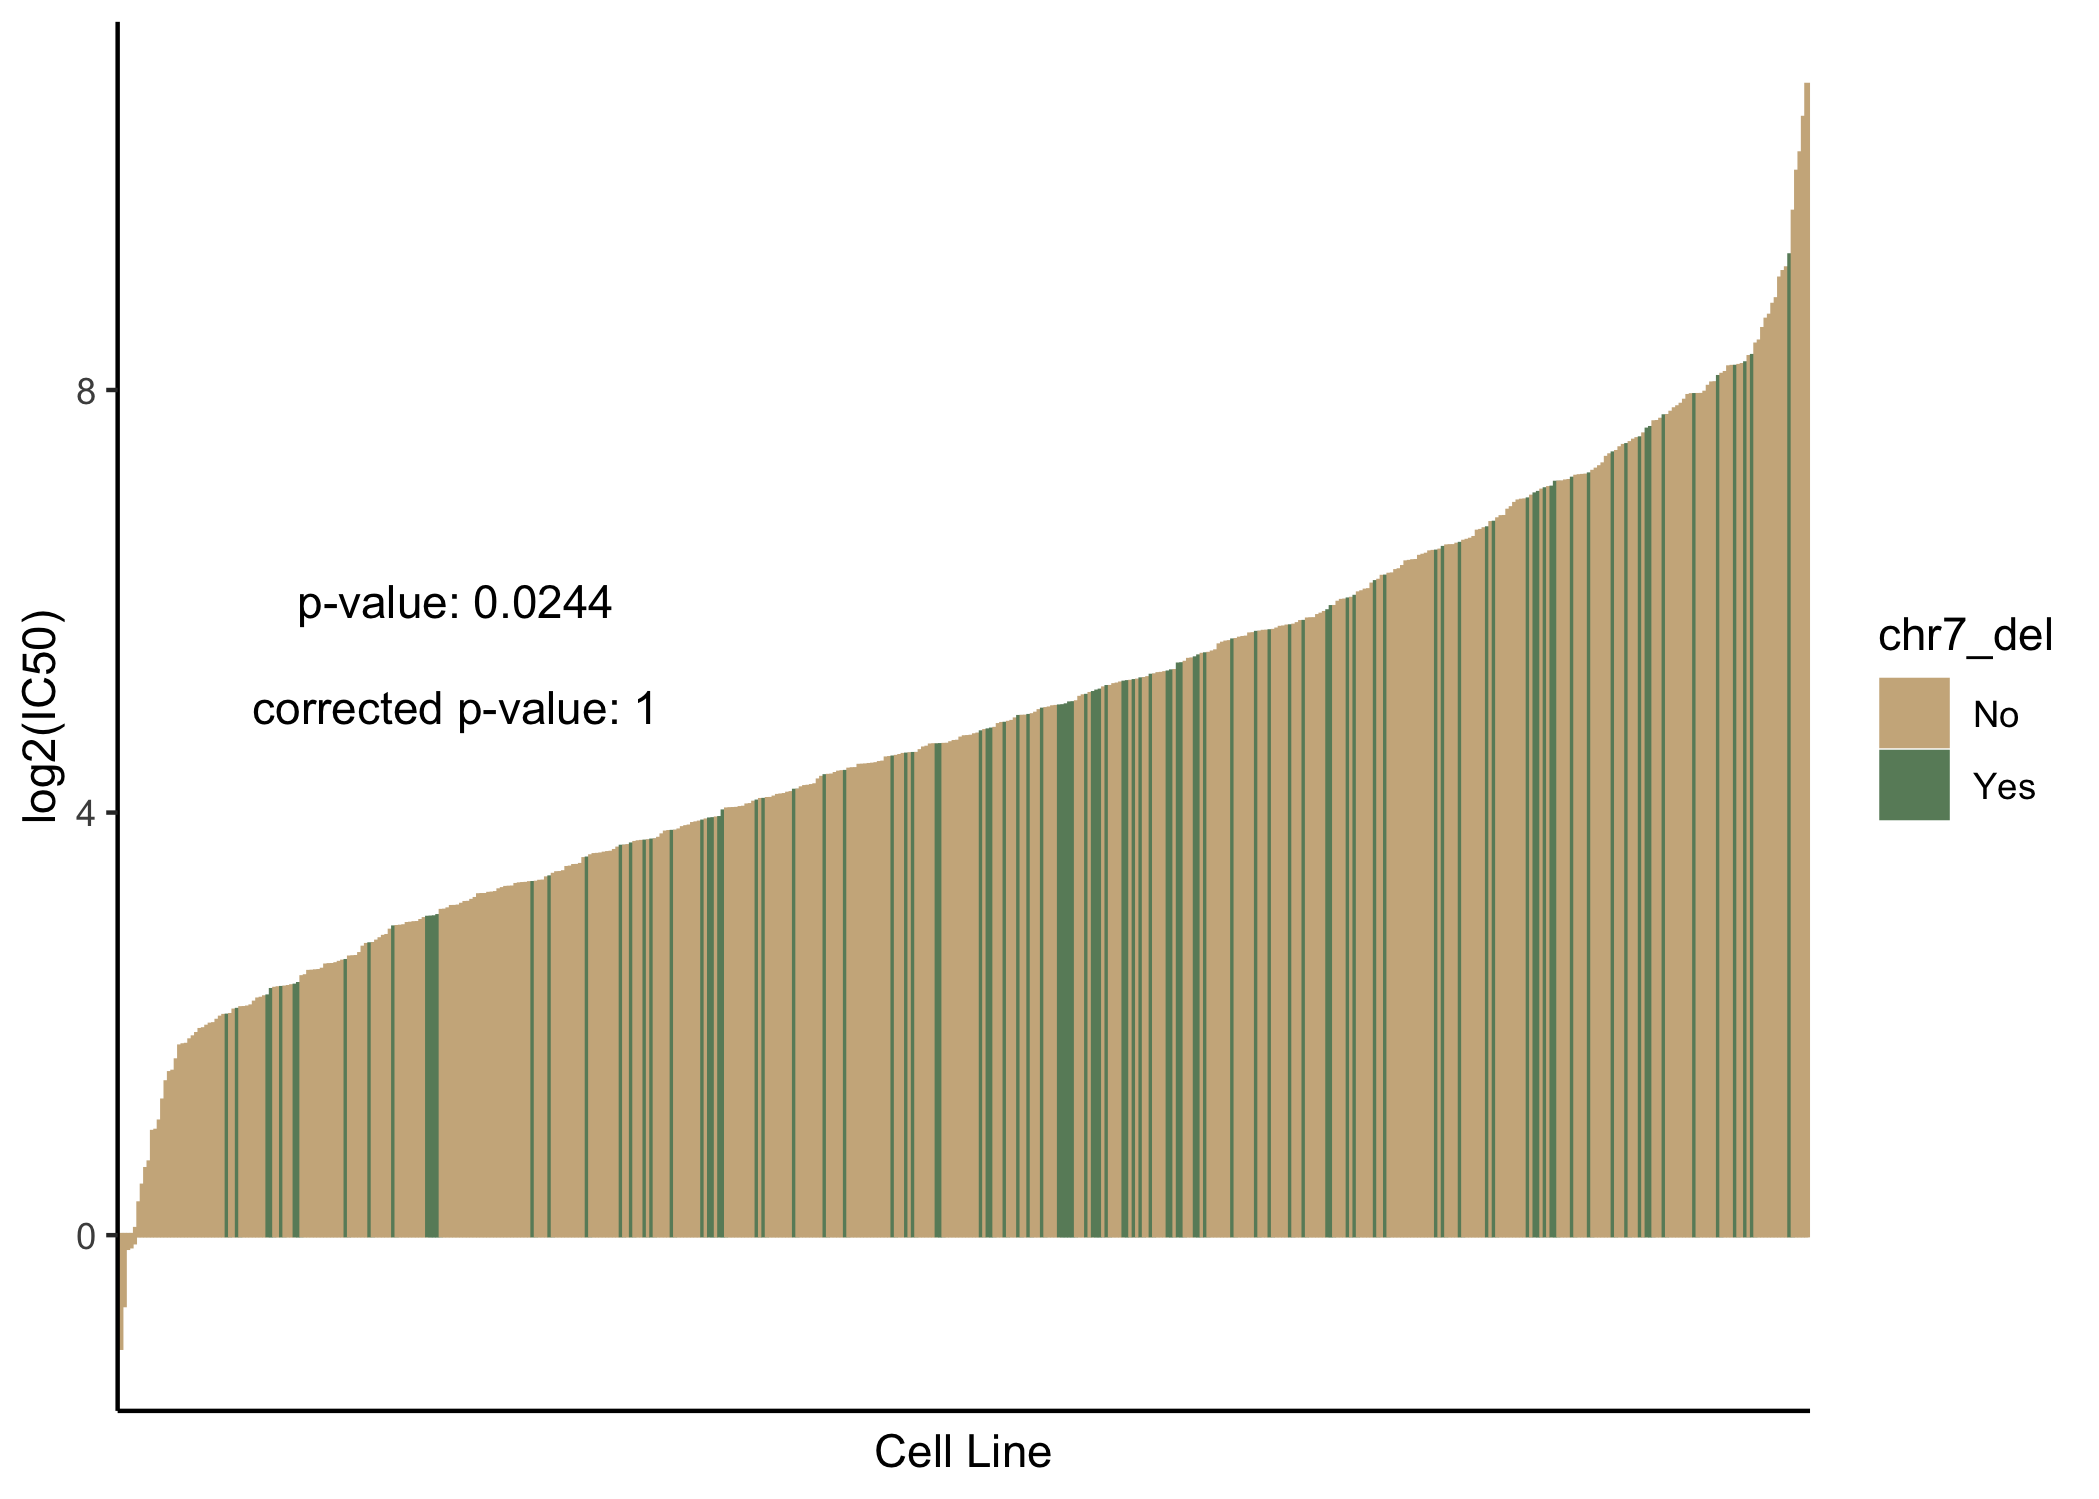 log2(IC50)
8
4
0
p-value: 0.0244
corrected p-value: 1
Cell Line
chr7_del
No
Yes